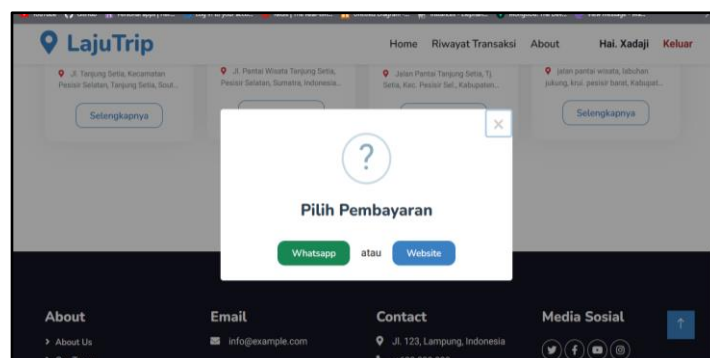 LajuTrip
Home Riwayat Transaksi About Hai. Xadaji Keluar
Jl. Tanjung Setia, Kecamatan
Pesisir Selatan, Tanjung Setia, Sout...
Selengkapnya
Jl. Pantai Wisata Tanjung Setia,
Pesisir Selatan, Sumatra, Indonesia...
Jalan Pantai Tanjung Setia, Tj.
Setia, Kec. Pesisir Sel., Kabupaten...
jalan pantai wisata, labuhan
jukung, krui, pesisir barat, Kabupat...
Selengkapnya
×
?
Pilih Pembayaran
Whatsapp atau Website
About
> About Us
Email
info@example.com
Contact
Jl. 123, Lampung, Indonesia
Media Sosial